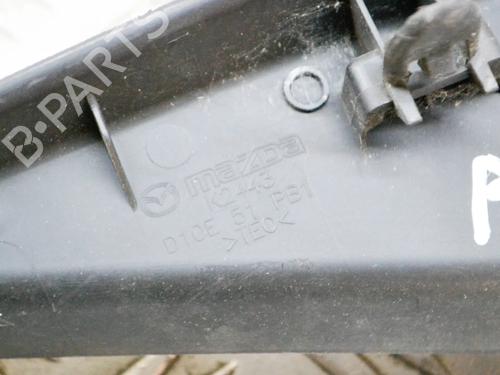 B-PARTS
mazda
K2443
D10E 51 PB1
>TEO<